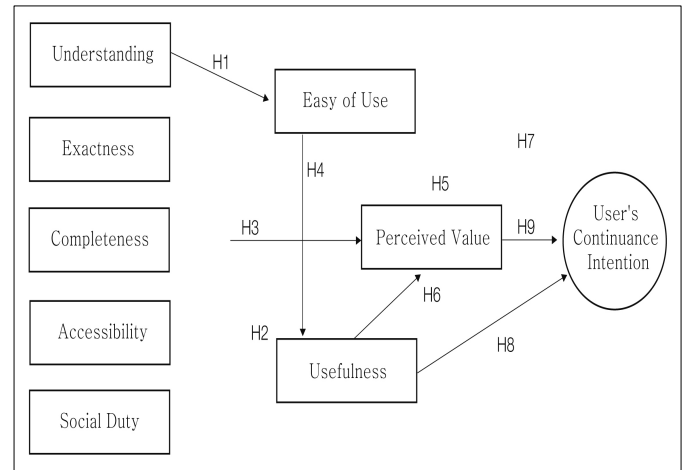 Understanding
H1
Easy of Use
Exactness
H7
H4
H5
Completeness
H3
Perceived Value
H9
User's
Continuance
Intention
H6
Accessibility
H2
Usefulness
H8
Social Duty